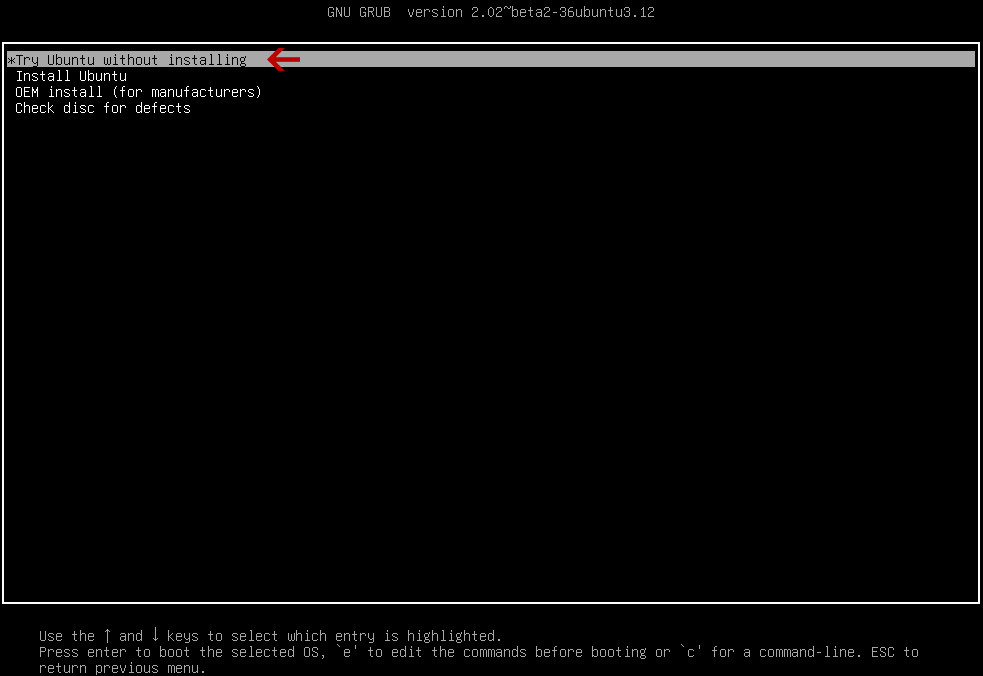 GNU GRUB  version 2.02~beta2-36ubuntu3.12
*Try Ubuntu without installing
Install Ubuntu
OEM install (for manufacturers)
Check disc for defects
Use the ↑ and ↓ keys to select which entry is highlighted.
Press enter to boot the selected OS, `e' to edit the commands before booting or `c' for a command-line. ESC to
return previous menu.